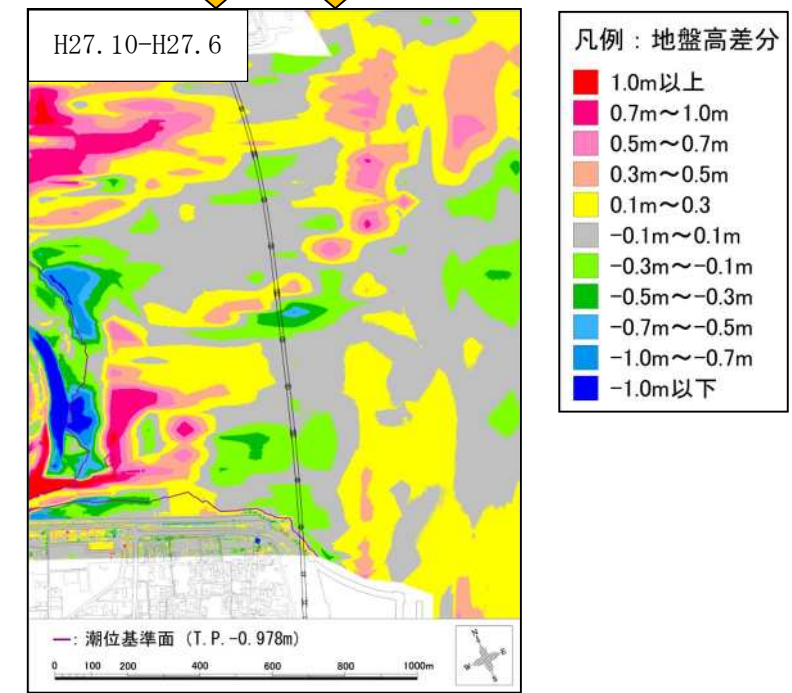 H27.10-H27.6
凡例：地盤高差分
1.0m以上
0.7m～1.0m
0.5m～0.7m
0.3m～0.5m
0.1m～0.3
-0.1m～0.1m
-0.3m～-0.1m
-0.5m～-0.3m
-0.7m～-0.5m
-1.0m～-0.7m
-1.0m以下
―: 潮位基準面 (T.P.-0.978m)
0 100 200 400 600 800 1000m
N
E
W
S